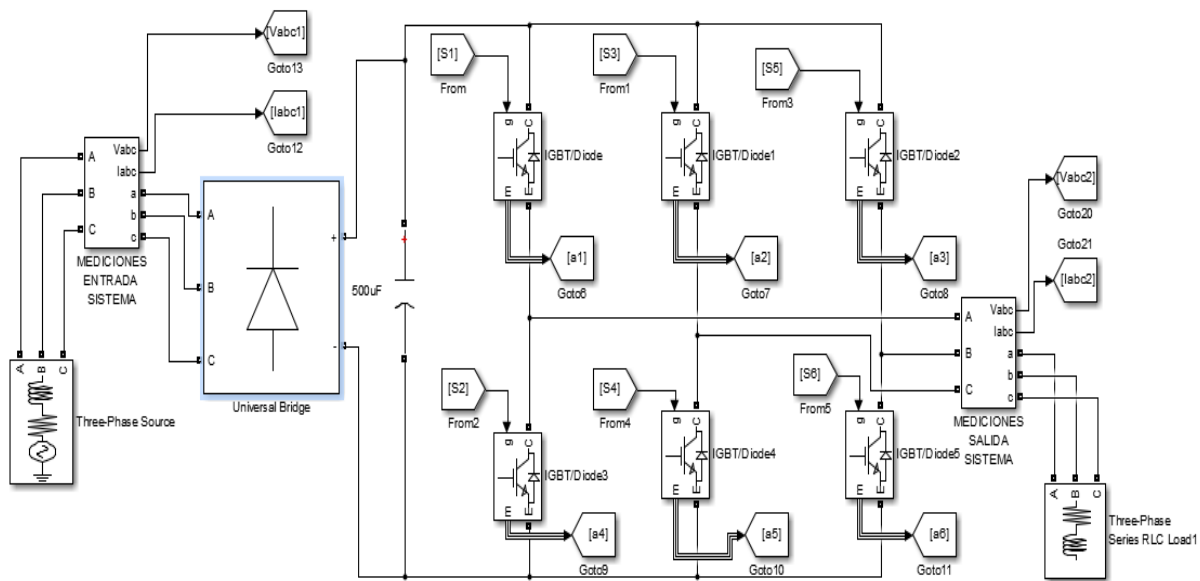 [Vabc1]
Goto13
[Iabc1]
Goto12
A
B
C
Vabc
Iabc
a
b
c
MEDICIONES
ENTRADA
SISTEMA
A
B
C
Three-Phase Source
A
B
C
+
-
Universal Bridge
500uF
+
[S1]
From
g
C
E
E
IGBT/Diode
[a1]
Goto6
[S3]
From1
g
C
E
E
IGBT/Diode1
[a2]
Goto7
[S5]
From3
g
C
E
E
IGBT/Diode2
[a3]
Goto8
[S2]
From2
g
C
E
E
IGBT/Diode3
[a4]
Goto9
[S4]
From4
g
C
E
E
IGBT/Diode4
[a5]
Goto10
[S6]
From5
g
C
E
E
IGBT/Diode5
[a6]
Goto11
[Vabc2]
Goto20
Goto21
[Iabc2]
A
B
C
Vabc
Iabc
a
b
c
MEDICIONES
SALIDA
SISTEMA
A
B
C
Three-Phase
Series RLC Load1